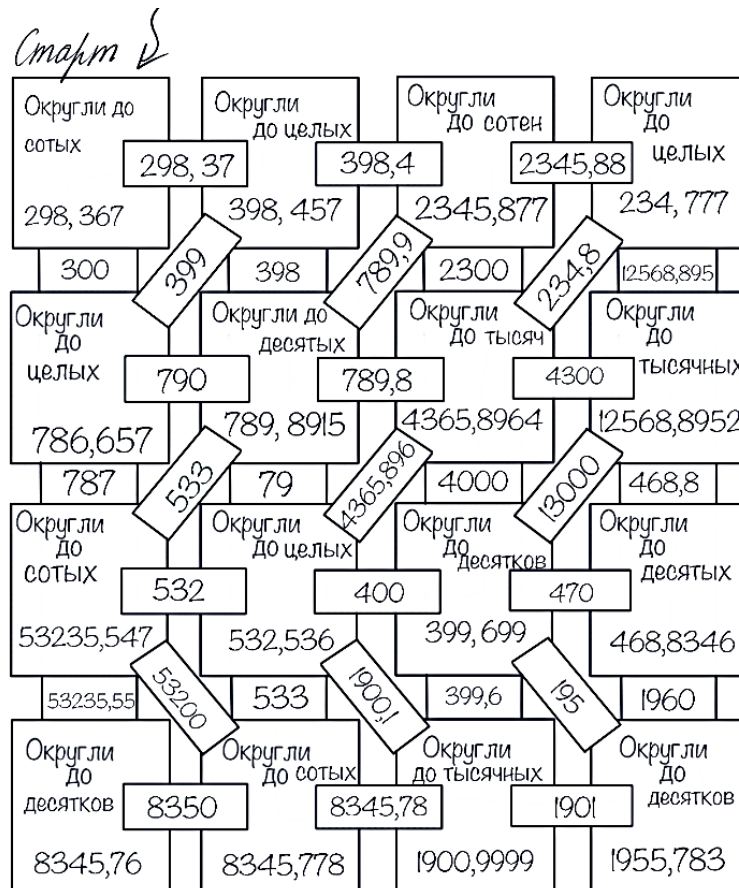 Старт
Округли до
сотых
298,367
298, 37
Округли
до целых
398, 457
398,4
Округли
до сотен
2345,877
2345,88
Округли
до
целых
234, 777
300
399
398
789,9
2300
234,8
12568,895
Округли
до
целых
786,657
790
Округли до
десятых
789, 8915
789,8
Округли
до тысяч
4365,8964
4300
Округли
до
тысячных
12568,8952
787
533
79
4365,896
4000
13000
468,8
Округли
до
сотых
53235,547
532
Округли
до целых
532,536
400
Округли
до
десятков
399,699
470
Округли
до
десятых
468,8346
53235,55
53200
533
1900,1
399,6
195
1960
Округли
до
десятков
8345,76
8350
Округли
до сотых
8345,778
8345,78
Округли
до тысячных
1900,9999
1901
Округли
до
десятков
1955,783